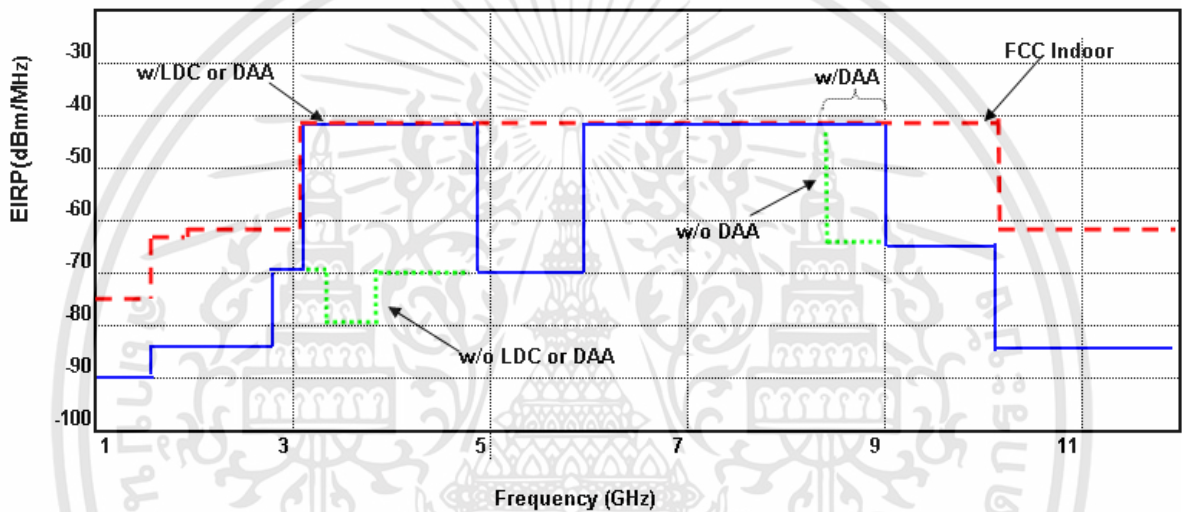 -30
-40
-50
-60
-70
-80
-90
-100
EIRP(dBm/MHz)
w/LDC or DAA
w/DAA
FCC Indoor
w/o DAA
w/o LDC or DAA
1 3 5 7 9 11
Frequency (GHz)